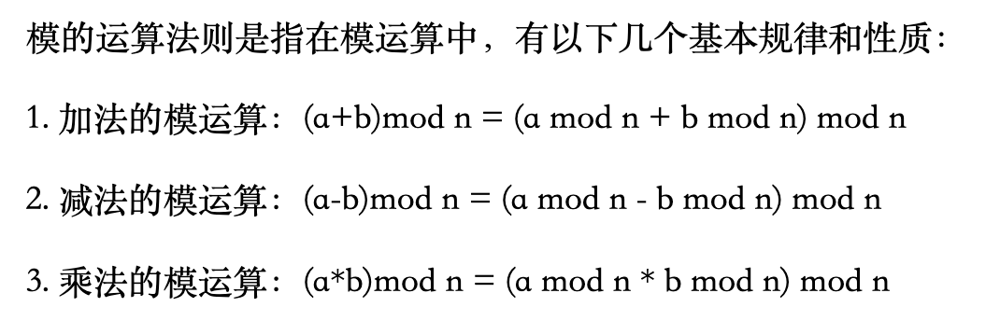 模的运算法则是指在模运算中，有以下几个基本规律和性质：
1. 加法的模运算：(a+b)mod n = (a mod n + b mod n) mod n
2. 减法的模运算：(a-b)mod n = (a mod n - b mod n) mod n
3. 乘法的模运算：(a*b)mod n = (a mod n * b mod n) mod n